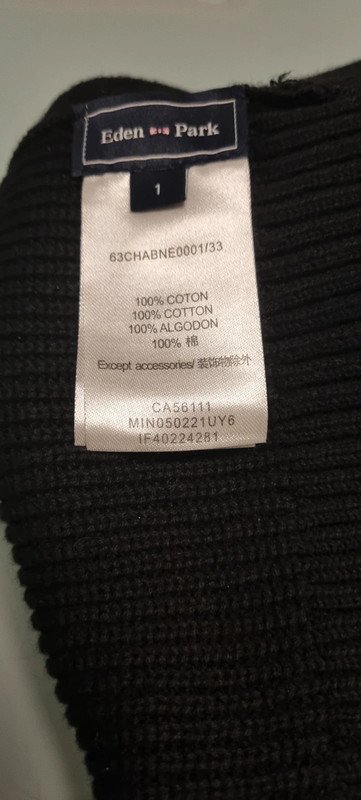 Eden Park
1
63CHABNE0001/33
100% COTON
100% COTTON
100% ALGODON
100% 棉
Except accessories/ 装饰物除外
CA56111
MIN050221UY6
IF40224281